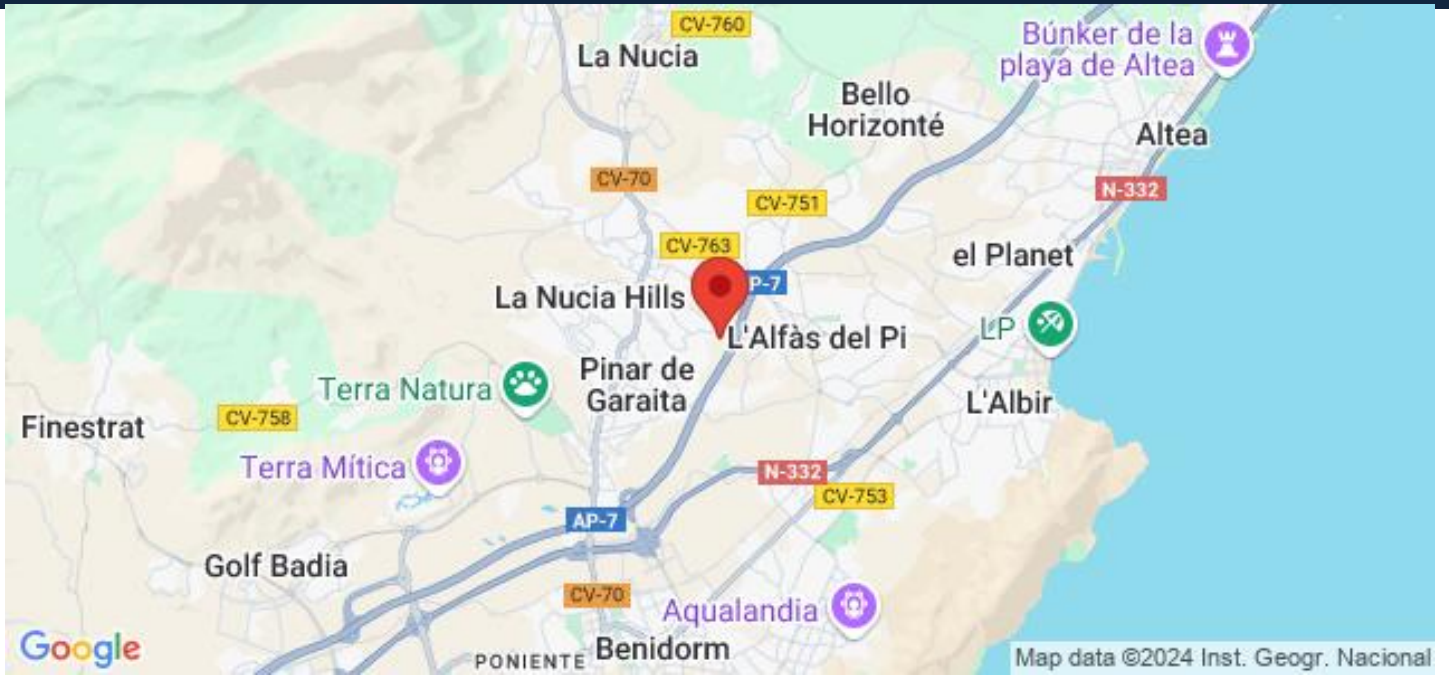 CV-760
La Nucia
Búnker de la
playa de Altea
Bello
Horizonté
Altea
CV-70
N-332
CV-751
CV-763
el Planet
P-7
La Nucia Hills
LP
L'Alfàs del Pi
Pinar de
Garaita
Terra Natura
L'Albir
CV-758
Finestrat
Terra Mítica
N-332
CV-753
AP-7
Golf Badia
CV-70
Aqualandia
Benidorm
PONIENTE
Google
Map data ©2024 Inst. Geogr. Nacional